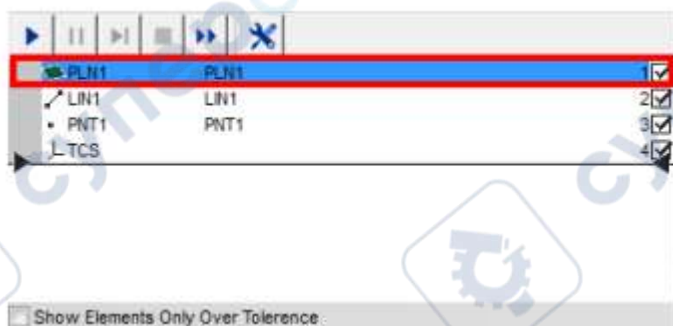 PLN1 PLN1 1
LIN1 LIN1 2
PNT1 PNT1 3
TCS 4
Show Elements Only Over Tolerence